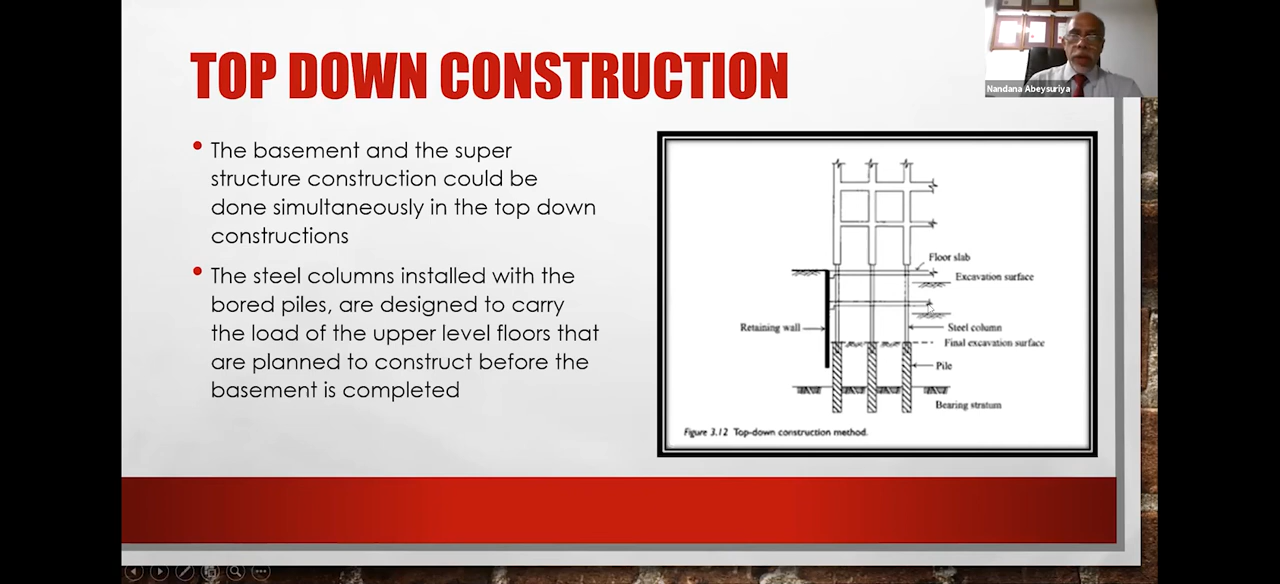 TOP DOWN CONSTRUCTION
Nandana Abeysuriya
• The basement and the super
structure construction could be
done simultaneously in the top down
constructions
• The steel columns installed with the
bored piles, are designed to carry
the load of the upper level floors that
are planned to construct before the
basement is completed
Floor slab
Excavation surface
Retaining wall
Steel column
Final excavation surface
Pile
Bearing stratum
Figure 3.12 Top-down construction method.